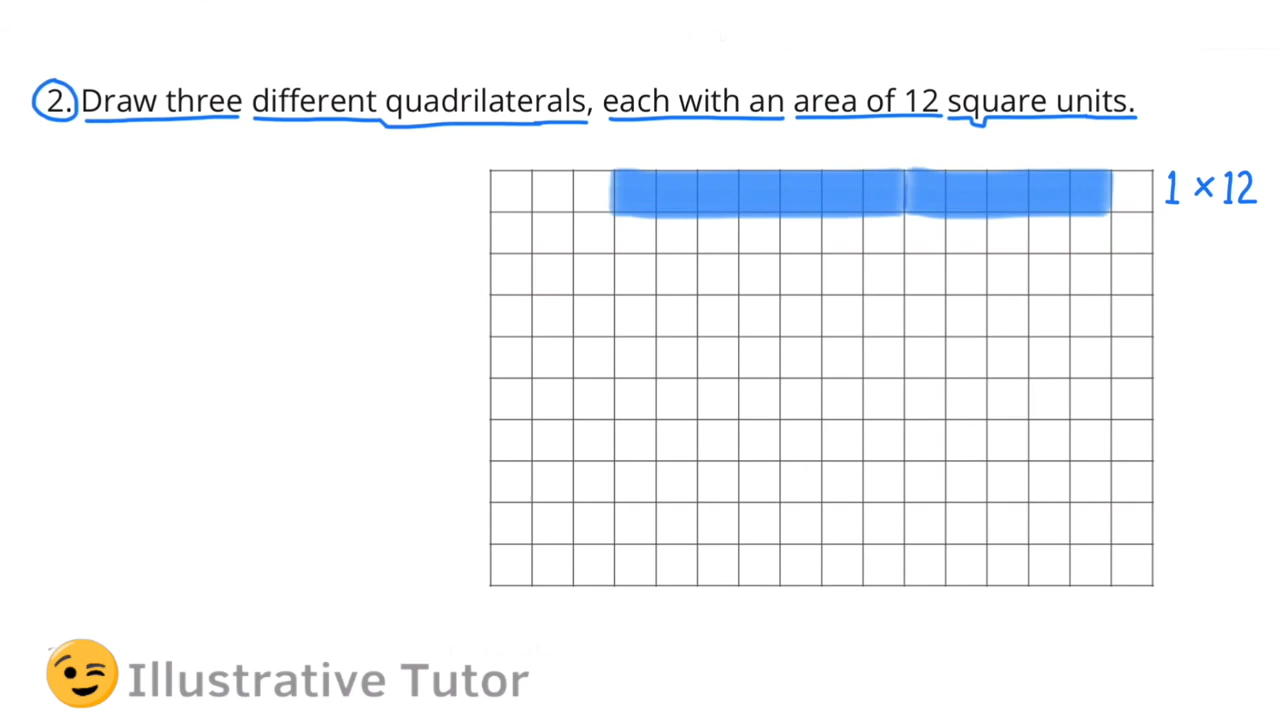 2. Draw three different quadrilaterals, each with an area of 12 square units.
1 × 12
Illustrative Tutor